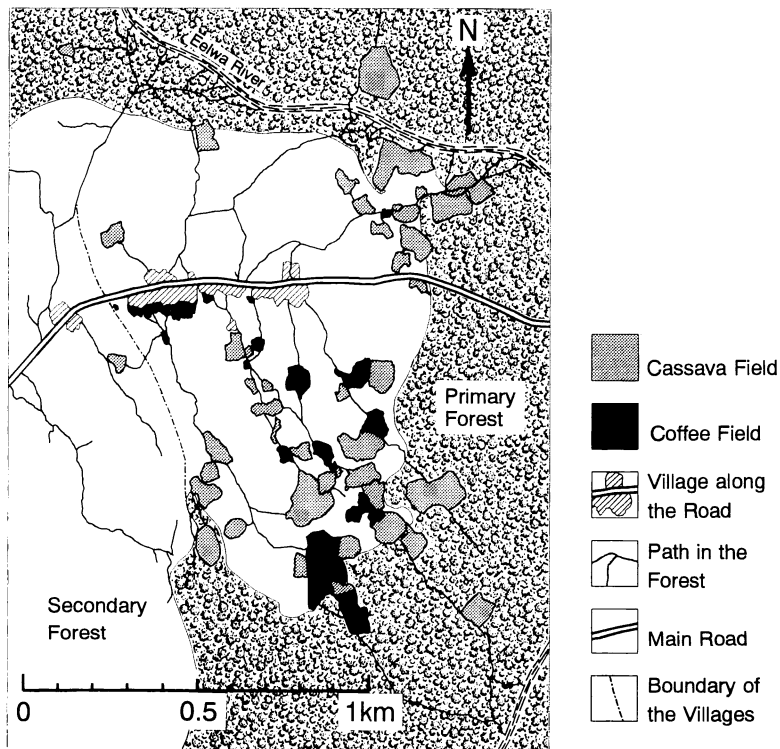 N
Eelwa River
Primary
Forest
Secondary
Forest
0 0.5 1km
Cassava Field
Coffee Field
Village along
the Road
Path in the
Forest
Main Road
Boundary of
the Villages